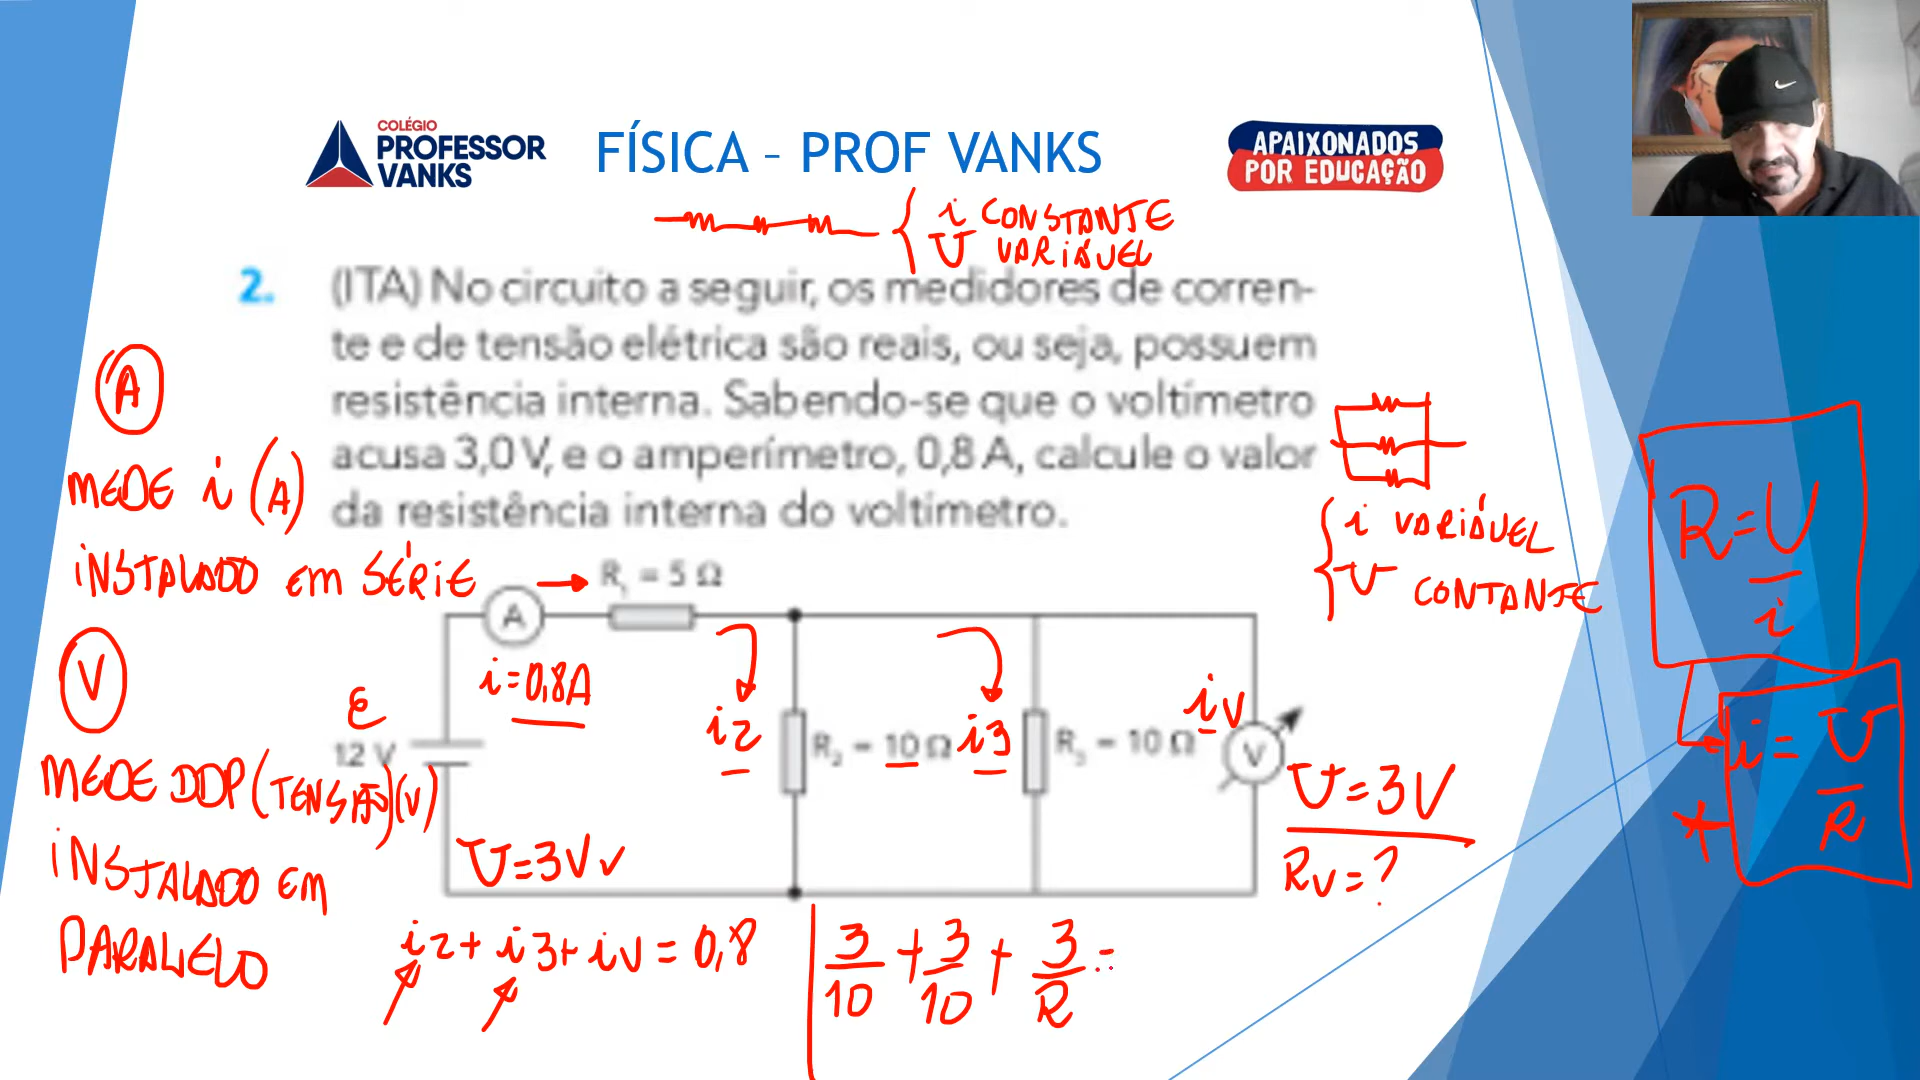 COLÉGIO
PROFESSOR
VANKS
FÍSICA – PROF VANKS
APAIXONADOS
POR EDUCAÇÃO
i CONSTANTE
U VARIÁVEL
2. (ITA) No circuito a seguir, os medidores de corren-
te e de tensão elétrica são reais, ou seja, possuem
resistência interna. Sabendo-se que o voltímetro
acusa 3,0 V, e o amperímetro, 0,8 A, calcule o valor
da resistência interna do voltímetro.
A
MEDE i (A)
INSTALADO EM SÉRIE
V
MEDE DDP (TENSÃO) (V)
INSTALADO EM
PARALELO
i VARIÁVEL
U CONTANTE
R = U/i
i = U/R
*
A
R₁ = 5 Ω
i = 0,8A
ε
12 V
i2
R₂ = 10 Ω
i3
R₃ = 10 Ω
iV
V
U = 3V
RV = ?
U = 3V ✓
i2 + i3 + iV = 0,8
3/10 + 3/10 + 3/R =